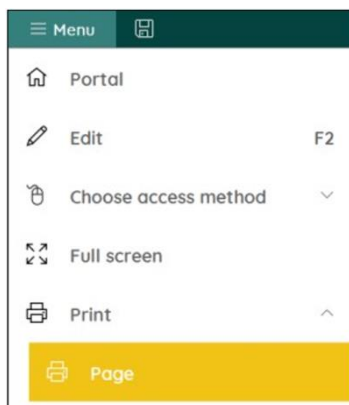 Menu
Portal
Edit F2
Choose access method
Full screen
Print
Page